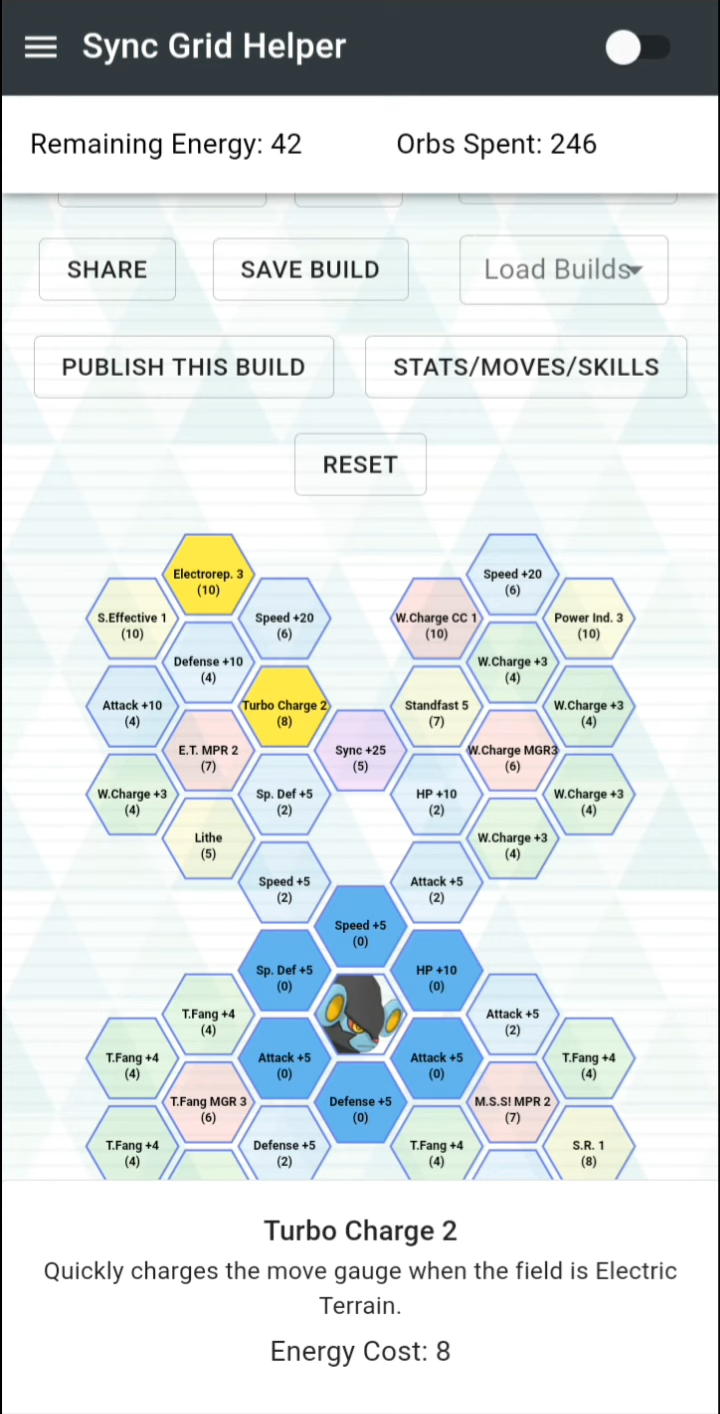 Sync Grid Helper
Remaining Energy: 42
Orbs Spent: 246
SHARE
SAVE BUILD
Load Builds
PUBLISH THIS BUILD
STATS/MOVES/SKILLS
RESET
Electrorep. 3
(10)
Speed +20
(6)
S.Effective 1
(10)
Speed +20
(6)
W.Charge CC 1
(10)
Power Ind. 3
(10)
Defense +10
(4)
W.Charge +3
(4)
Attack +10
(4)
Turbo Charge 2
(8)
Standfast 5
(7)
W.Charge +3
(4)
E.T. MPR 2
(7)
Sync +25
(5)
W.Charge MGR3
(6)
W.Charge +3
(4)
Sp. Def +5
(2)
HP +10
(2)
W.Charge +3
(4)
Lithe
(5)
W.Charge +3
(4)
Speed +5
(2)
Attack +5
(2)
Speed +5
(0)
Sp. Def +5
(0)
HP +10
(0)
T.Fang +4
(4)
Attack +5
(2)
T.Fang +4
(4)
Attack +5
(0)
Attack +5
(0)
T.Fang +4
(4)
T.Fang MGR 3
(6)
Defense +5
(0)
M.S.S! MPR 2
(7)
T.Fang +4
(4)
Defense +5
(2)
T.Fang +4
(4)
S.R. 1
(8)
Turbo Charge 2
Quickly charges the move gauge when the field is Electric
Terrain.
Energy Cost: 8